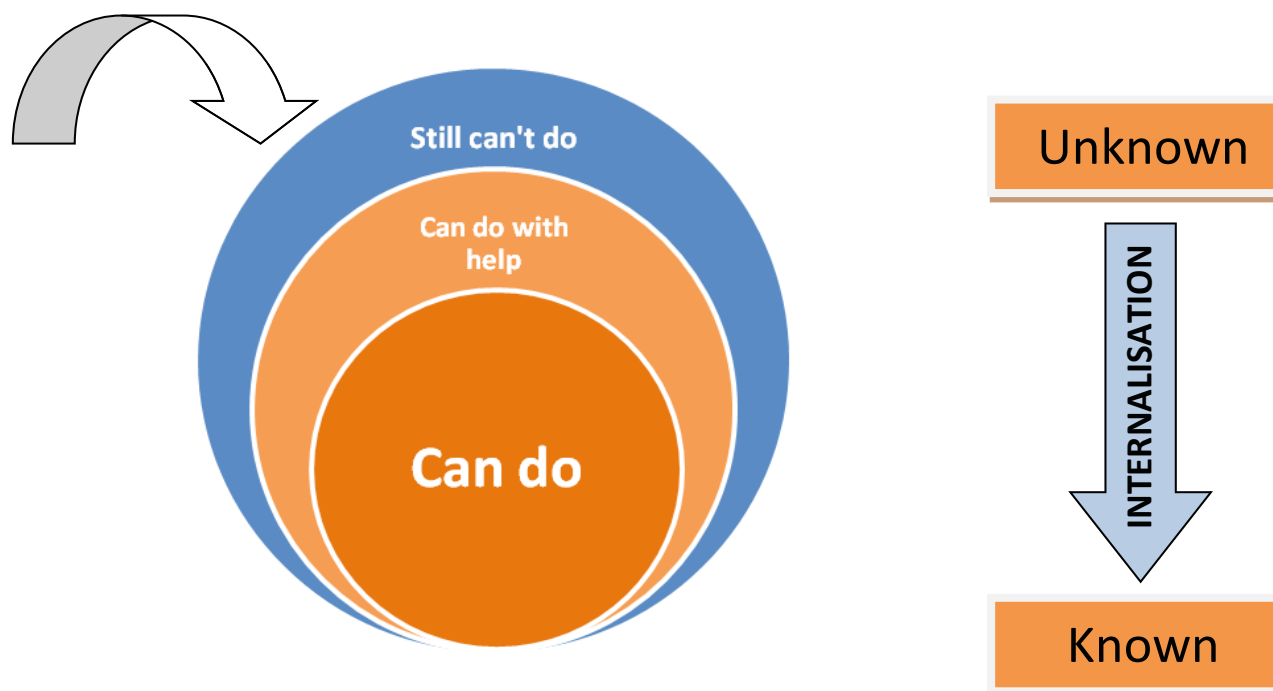 Still can't do
Can do with
help
Can do
Unknown
INTERNALISATION
Known